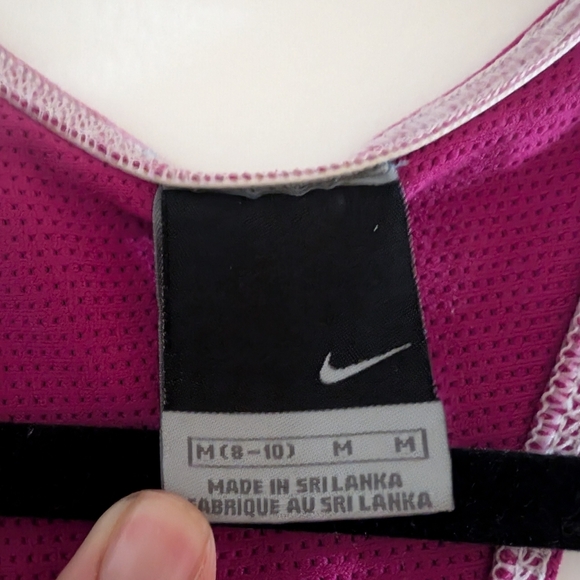 M(8-10) M M
MADE IN SRI LANKA
FABRIQUE AU SRI LANKA